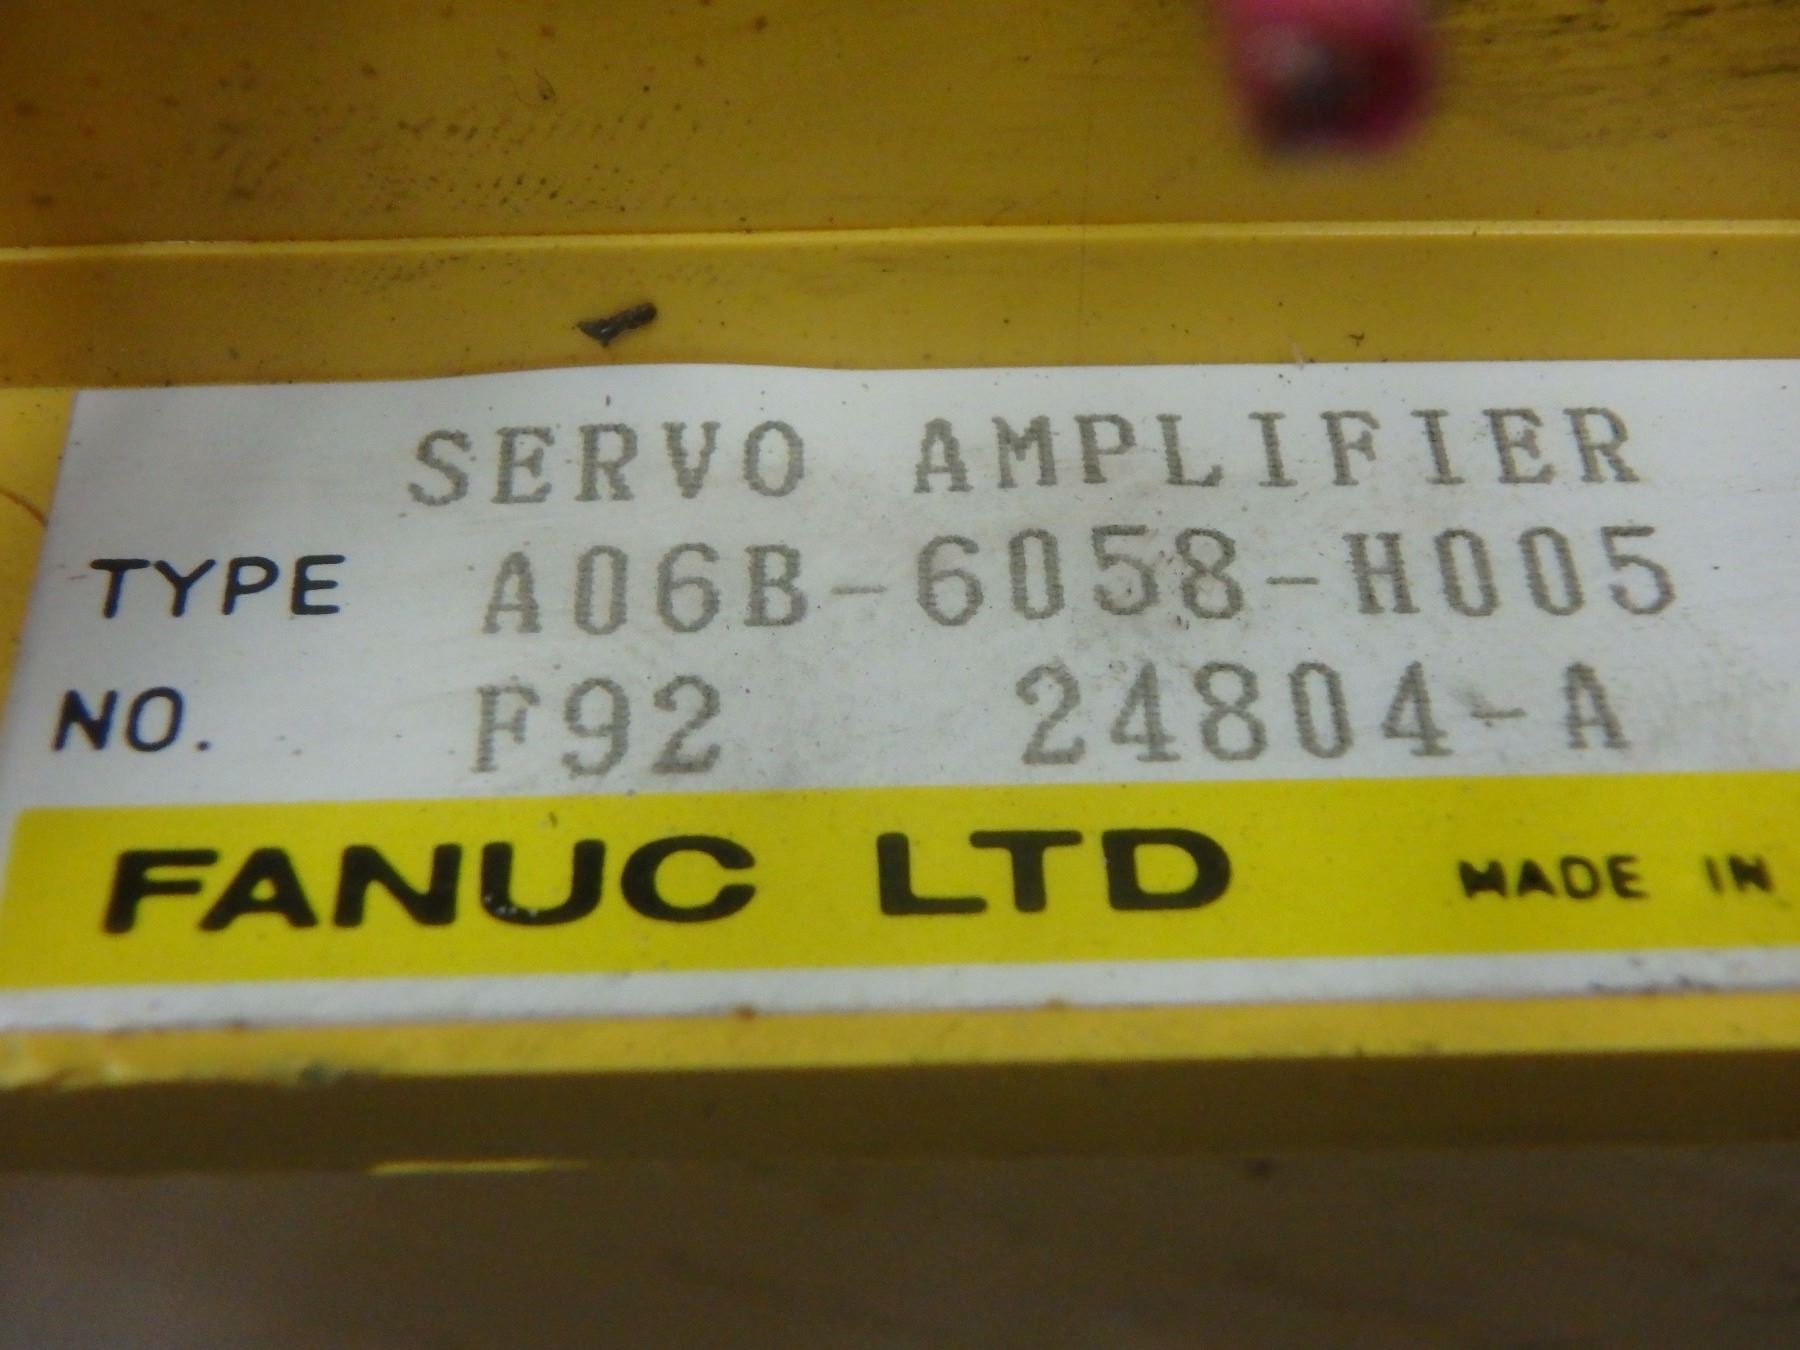 SERVO AMPLIFIER
TYPE A06B-6058-H005
NO. F92 24804-A
FANUC LTD MADE IN